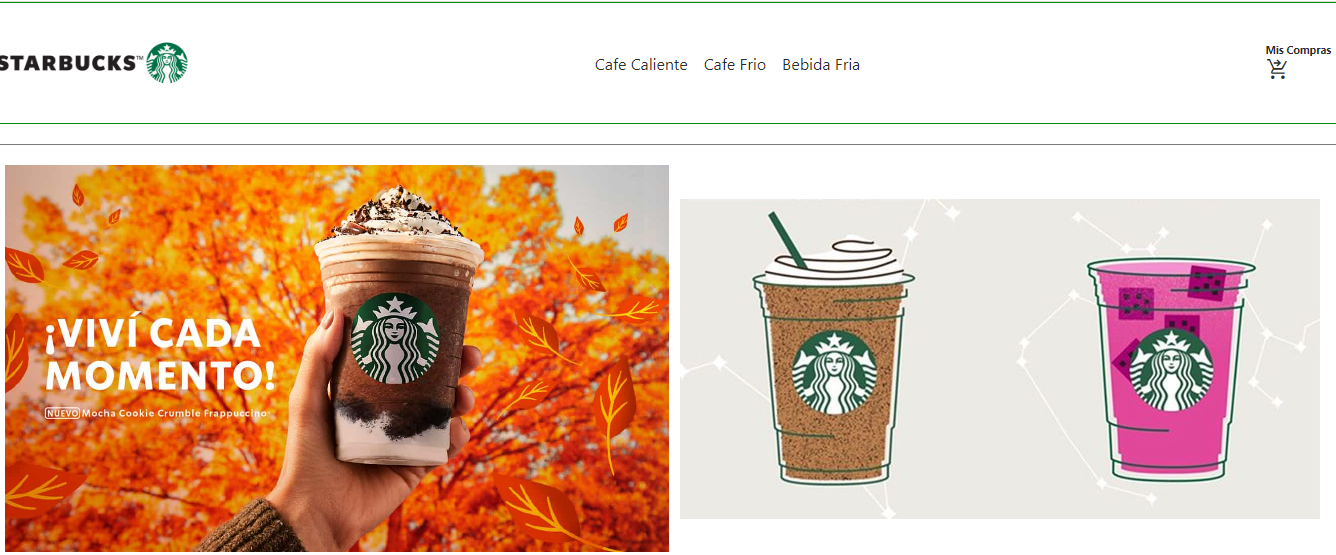 STARBUCKS™
Cafe Caliente Cafe Frio Bebida Fria
Mis Compras
¡VIVÍ CADA
MOMENTO!
NUEVO Mocha Cookie Crumble Frappuccino